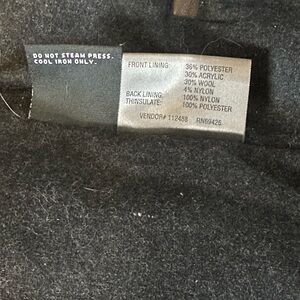 DO NOT STEAM PRESS.
COOL IRON ONLY.
FRONT LINING: 36% POLYESTER
30% ACRYLIC
30% WOOL
4% NYLON
BACK LINING: 100% NYLON
THINSULATE: 100% POLYESTER
VENDOR# 112488 RN69426